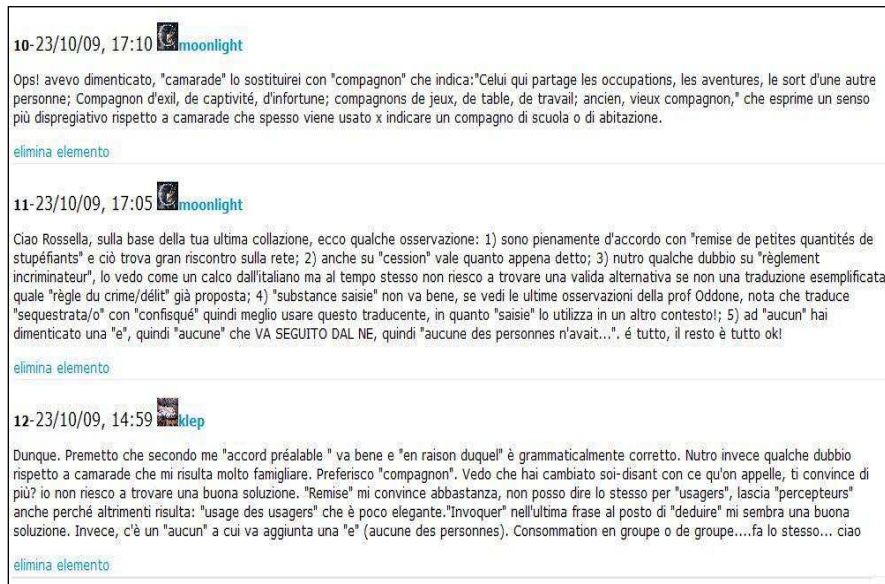 10-23/10/09, 17:10 moonlight
Ops! avevo dimenticato, "camarade" lo sostituirei con "compagnon" che indica:"Celui qui partage les occupations, les aventures, le sort d'une autre
personne; Compagnon d'exil, de captivité, d'infortune; compagnons de jeux, de table, de travail; ancien, vieux compagnon," che esprime un senso
più dispregiativo rispetto a camarade che spesso viene usato x indicare un compagno di scuola o di abitazione.
elimina elemento
11-23/10/09, 17:05 moonlight
Ciao Rossella, sulla base della tua ultima collazione, ecco qualche osservazione: 1) sono pienamente d'accordo con "remise de petites quantités de
stupéfiants" e ciò trova gran riscontro sulla rete; 2) anche su "cession" vale quanto appena detto; 3) nutro qualche dubbio su "règlement
incriminateur", lo vedo come un calco dall'italiano ma al tempo stesso non riesco a trovare una valida alternativa se non una traduzione esemplificata
quale "règle du crime/délit" già proposta; 4) "substance saisie" non va bene, se vedi le ultime osservazioni della prof Oddone, nota che traduce
"sequestrata/o" con "confisqué" quindi meglio usare questo traducente, in quanto "saisie" lo utilizza in un altro contesto!; 5) ad "aucun" hai
dimenticato una "e", quindi "aucune" che VA SEGUITO DAL NE, quindi "aucune des personnes n'avait...". é tutto, il resto è tutto ok!
elimina elemento
12-23/10/09, 14:59 klep
Dunque. Premetto che secondo me "accord préalable " va bene e "en raison duquel" è grammaticalmente corretto. Nutro invece qualche dubbio
rispetto a camarade che mi risulta molto famigliare. Preferisco "compagnon". Vedo che hai cambiato soi-disant con ce qu'on appelle, ti convince di
più? io non riesco a trovare una buona soluzione. "Remise" mi convince abbastanza, non posso dire lo stesso per "usagers", lascia "percepteurs"
anche perché altrimenti risulta: "usage des usagers" che è poco elegante."Invoquer" nell'ultima frase al posto di "deduire" mi sembra una buona
soluzione. Invece, c'è un "aucun" a cui va aggiunta una "e" (aucune des personnes). Consommation en groupe o de groupe....fa lo stesso... ciao
elimina elemento